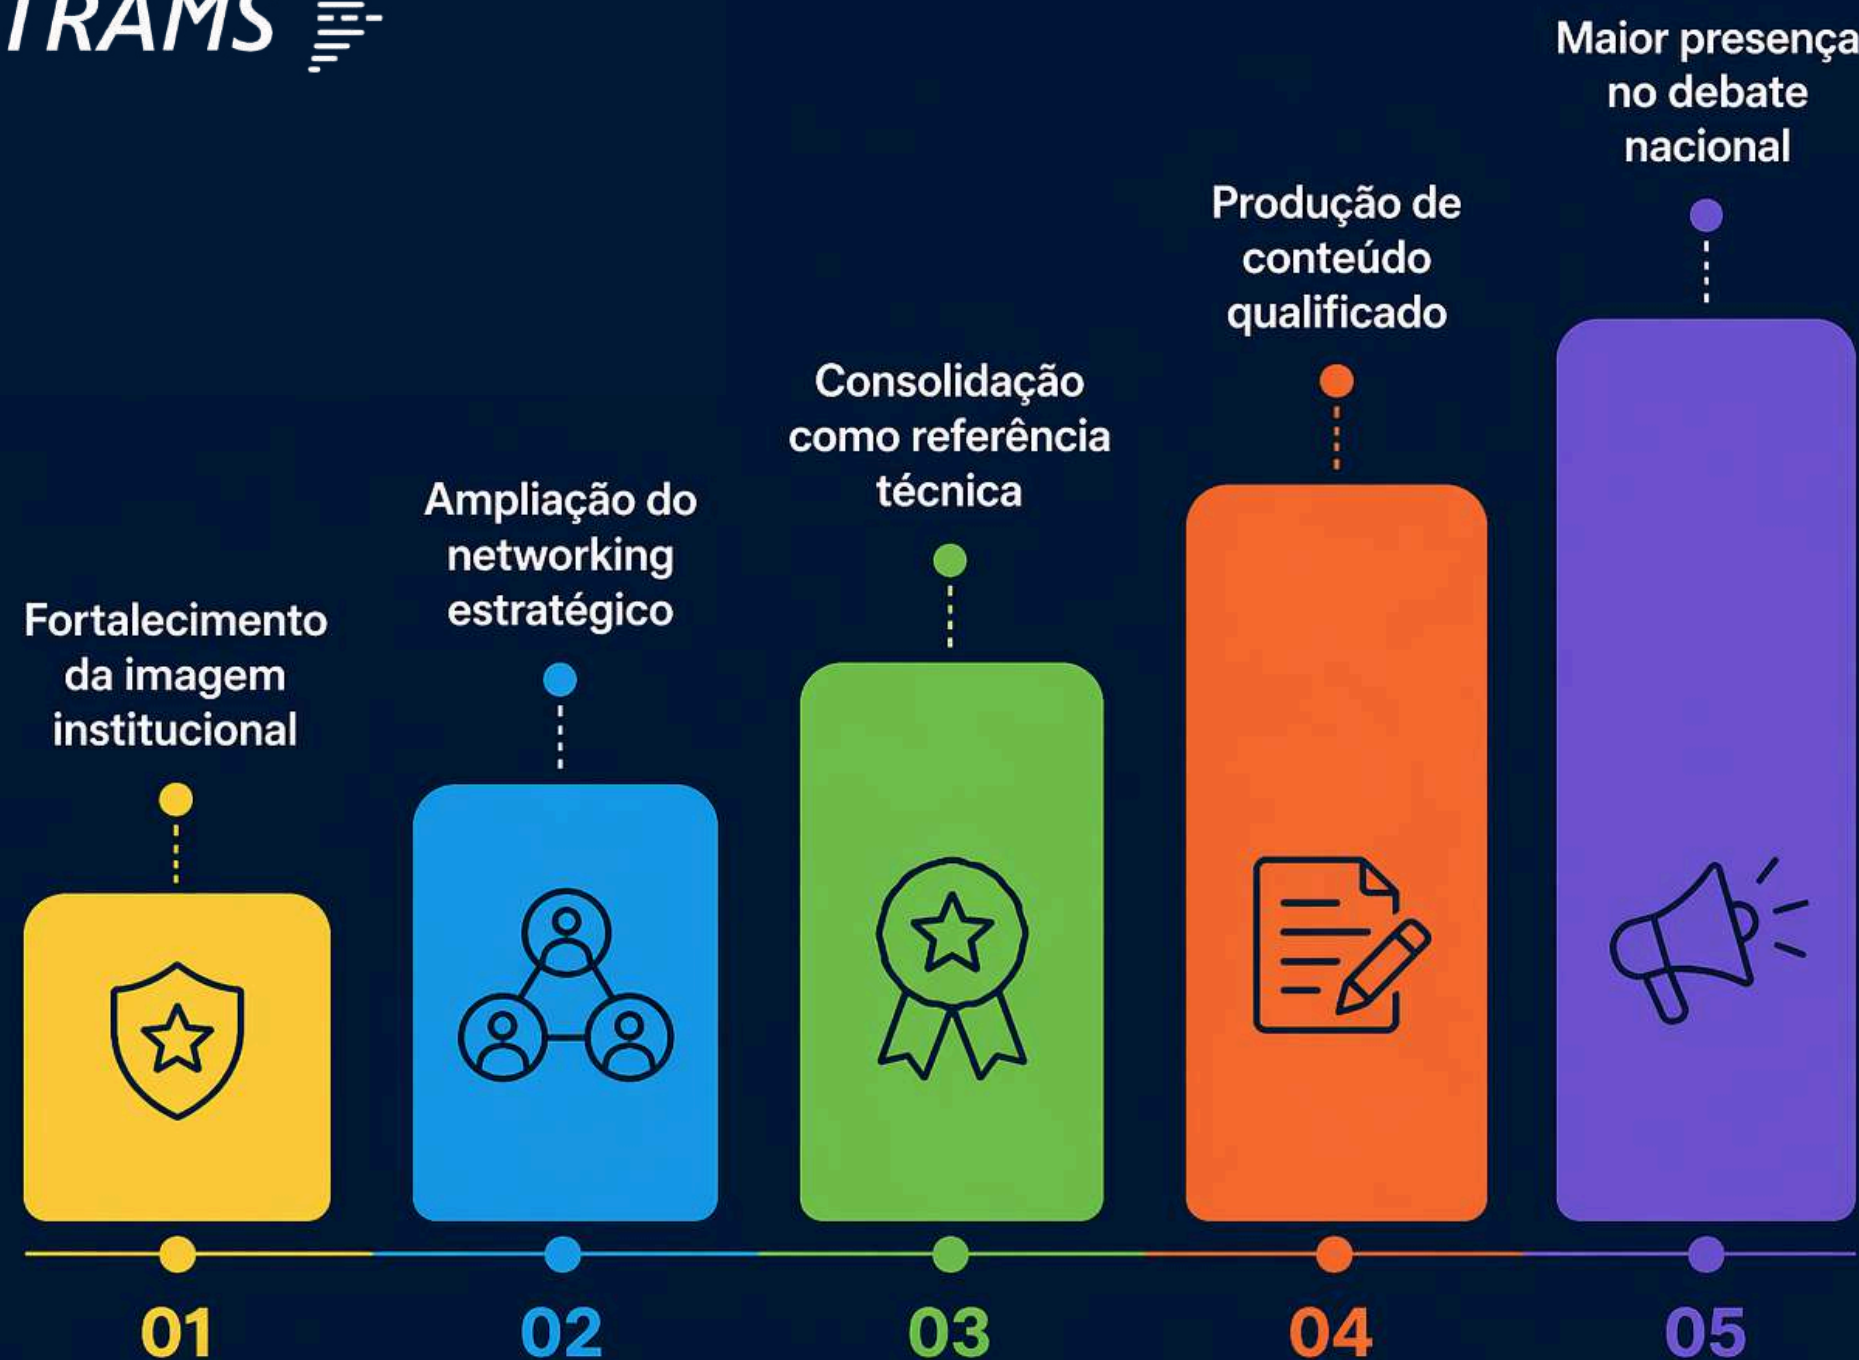 TRAMS
Maior presença
no debate
nacional
Produção de
conteúdo
qualificado
Consolidação
como referência
técnica
Ampliação do
networking
estratégico
Fortalecimento
da imagem
institucional
01
02
03
04
05